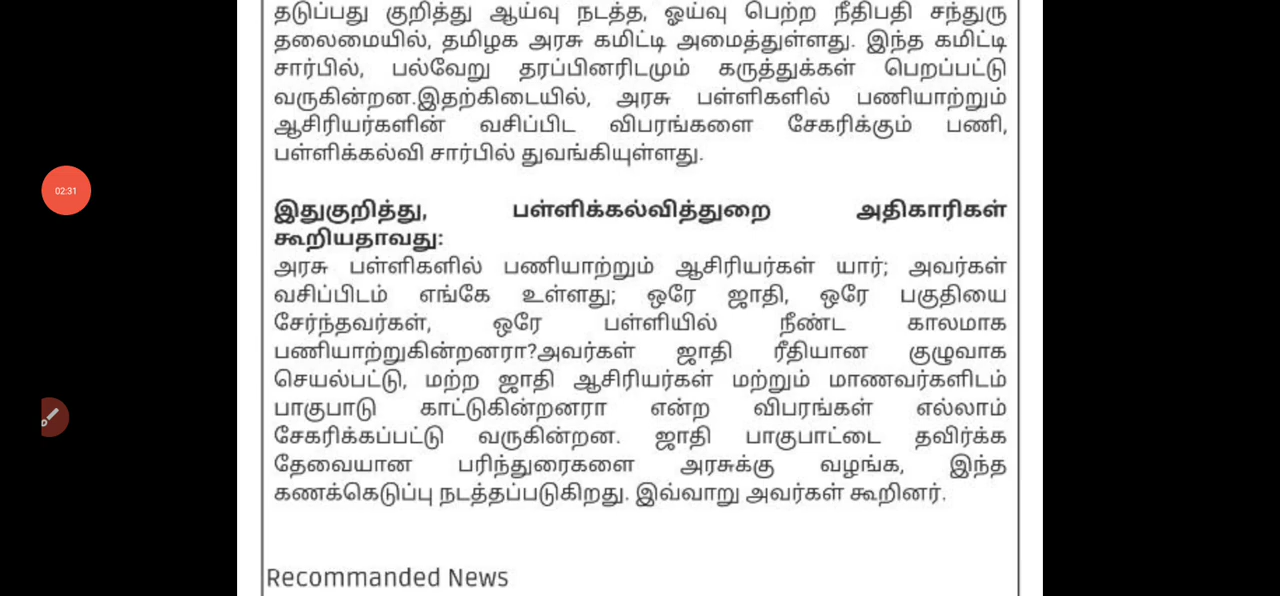 தடுப்பது குறித்து ஆய்வு நடத்த, ஓய்வு பெற்ற நீதிபதி சந்துரு
தலைமையில், தமிழக அரசு கமிட்டி அமைத்துள்ளது. இந்த கமிட்டி
சார்பில், பல்வேறு தரப்பினரிடமும் கருத்துக்கள் பெறப்பட்டு
வருகின்றன.இதற்கிடையில், அரசு பள்ளிகளில் பணியாற்றும்
ஆசிரியர்களின் வசிப்பிட விபரங்களை சேகரிக்கும் பணி,
பள்ளிக்கல்வி சார்பில் துவங்கியுள்ளது.
02:31
இதுகுறித்து, பள்ளிக்கல்வித்துறை அதிகாரிகள்
கூறியதாவது:
அரசு பள்ளிகளில் பணியாற்றும் ஆசிரியர்கள் யார்; அவர்கள்
வசிப்பிடம் எங்கே உள்ளது; ஒரே ஜாதி, ஒரே பகுதியை
சேர்ந்தவர்கள், ஒரே பள்ளியில் நீண்ட காலமாக
பணியாற்றுகின்றனரா?அவர்கள் ஜாதி ரீதியான குழுவாக
செயல்பட்டு, மற்ற ஜாதி ஆசிரியர்கள் மற்றும் மாணவர்களிடம்
பாகுபாடு காட்டுகின்றனரா என்ற விபரங்கள் எல்லாம்
சேகரிக்கப்பட்டு வருகின்றன. ஜாதி பாகுபாட்டை தவிர்க்க
தேவையான பரிந்துரைகளை அரசுக்கு வழங்க, இந்த
கணக்கெடுப்பு நடத்தப்படுகிறது. இவ்வாறு அவர்கள் கூறினர்.
Recommanded News